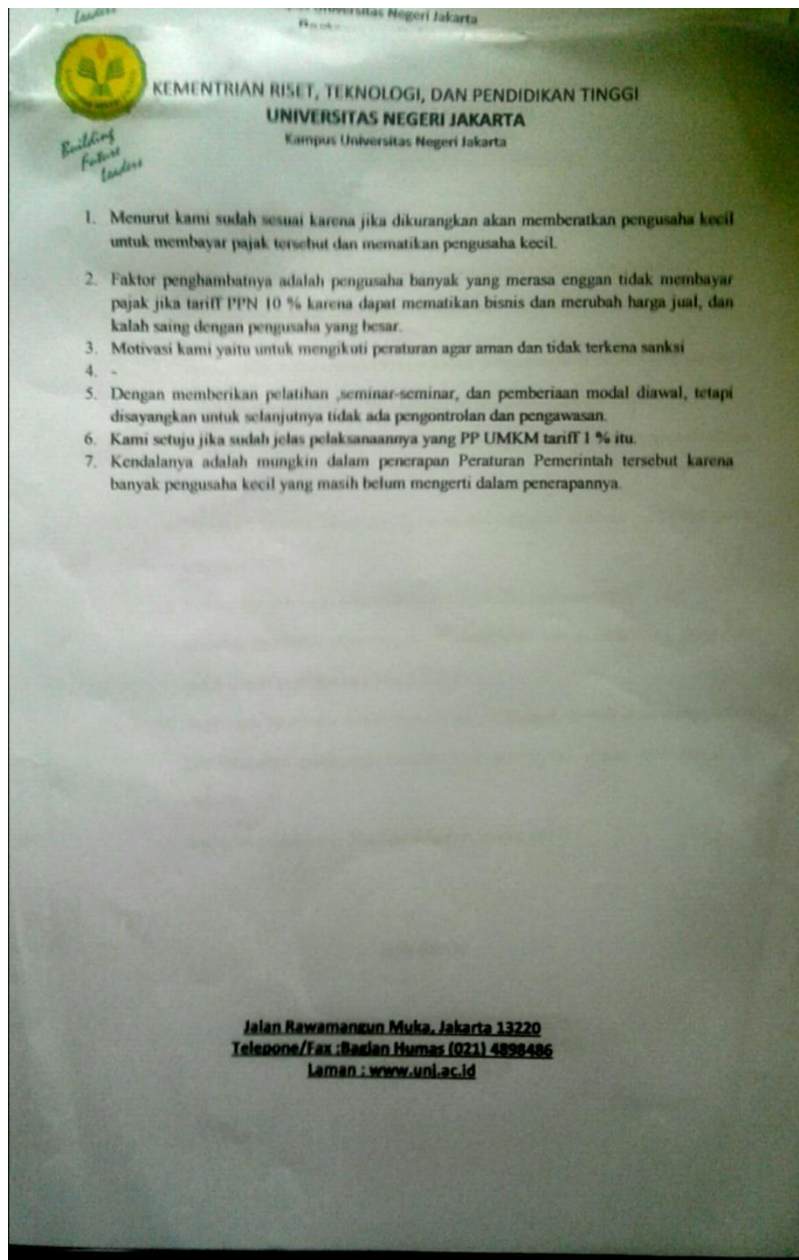 Leaders
Universitas Negeri Jakarta
KEMENTRIAN RISET, TEKNOLOGI, DAN PENDIDIKAN TINGGI
UNIVERSITAS NEGERI JAKARTA
Kampus Universitas Negeri Jakarta
Building
Future
Leaders
1. Menurut kami sudah sesuai karena jika dikurangkan akan memberatkan pengusaha kecil
untuk membayar pajak tersebut dan mematikan pengusaha kecil.
2. Faktor penghambatnya adalah pengusaha banyak yang merasa enggan tidak membayar
pajak jika tariff PPN 10 % karena dapat mematikan bisnis dan merubah harga jual, dan
kalah saing dengan pengusaha yang besar.
3. Motivasi kami yaitu untuk mengikuti peraturan agar aman dan tidak terkena sanksi
4. -
5. Dengan memberikan pelatihan ,seminar-seminar, dan pemberiaan modal diawal, tetapi
disayangkan untuk selanjutnya tidak ada pengontrolan dan pengawasan.
6. Kami setuju jika sudah jelas pelaksanaannya yang PP UMKM tariff 1 % itu.
7. Kendalanya adalah mungkin dalam penerapan Peraturan Pemerintah tersebut karena
banyak pengusaha kecil yang masih belum mengerti dalam penerapannya.
Jalan Rawamangun Muka, Jakarta 13220
Telepone/Fax :Bagian Humas (021) 4898486
Laman : www.unj.ac.id